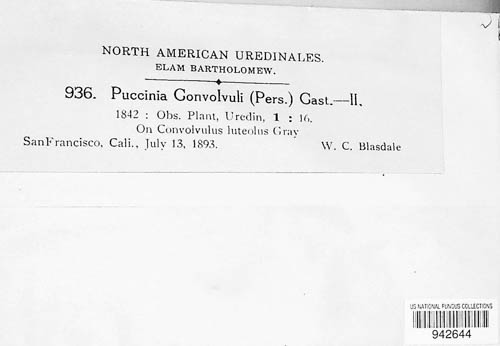 NORTH AMERICAN UREDINALES.
ELAM BARTHOLOMEW.
936. Puccinia Convolvuli (Pers.) Cast.—II.
1842 : Obs. Plant, Uredin, 1 : 16.
On Convolvulus luteolus Gray
SanFrancisco, Cali., July 13, 1893. W. C. Blasdale
US NATIONAL FUNGUS COLLECTIONS
942644